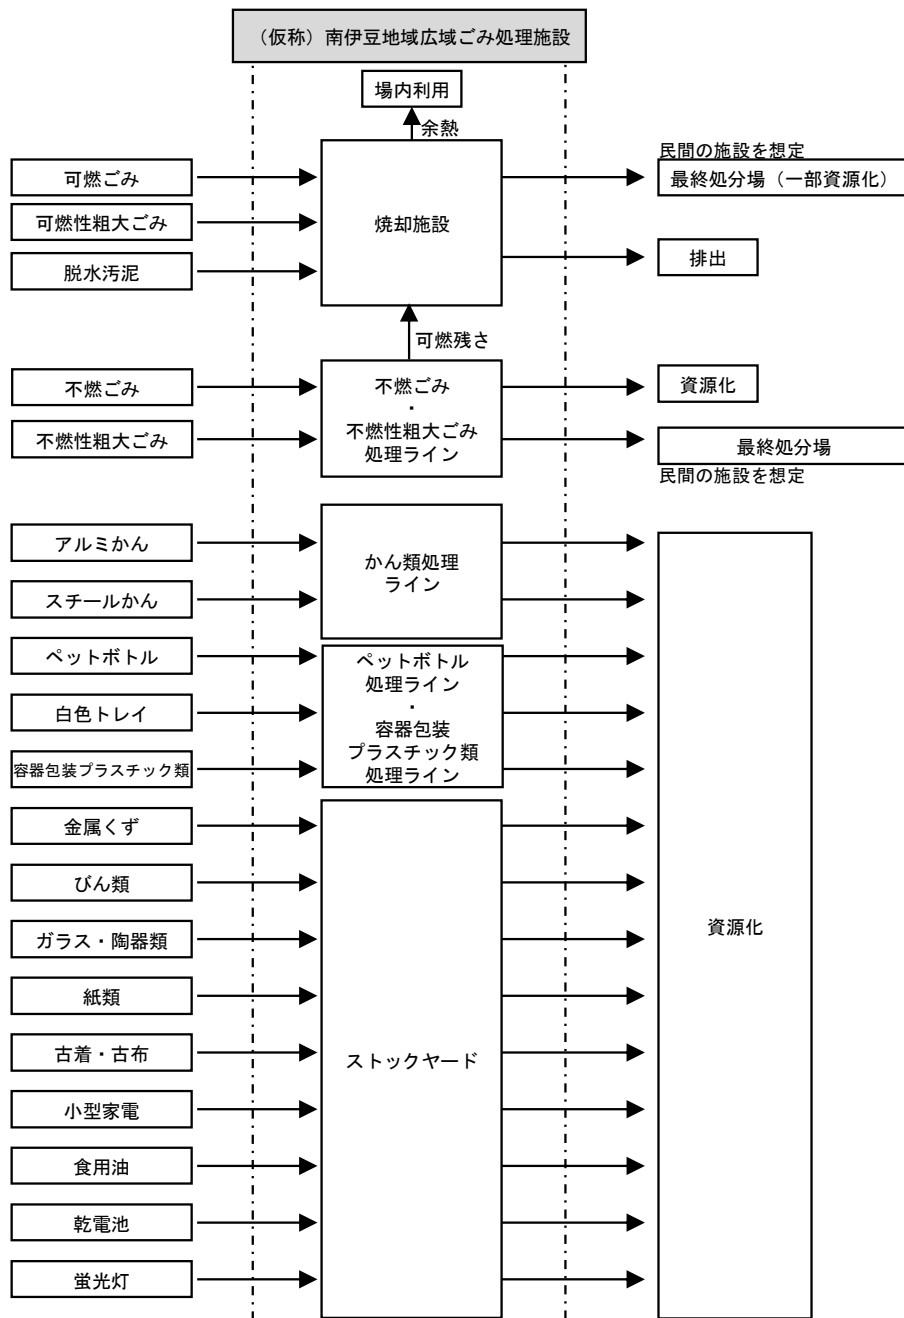 （仮称）南伊豆地域広域ごみ処理施設
場内利用
余熱
民間の施設を想定
可燃ごみ
最終処分場（一部資源化）
可燃性粗大ごみ
焼却施設
排出
脱水汚泥
可燃残さ
不燃ごみ
不燃ごみ
・
不燃性粗大ごみ
処理ライン
資源化
不燃性粗大ごみ
最終処分場
民間の施設を想定
アルミかん
かん類処理
ライン
スチールかん
ペットボトル
ペットボトル
処理ライン
・
容器包装
プラスチック類
処理ライン
白色トレイ
容器包装プラスチック類
金属くず
びん類
資源化
ガラス・陶器類
紙類
古着・古布
ストックヤード
小型家電
食用油
乾電池
蛍光灯